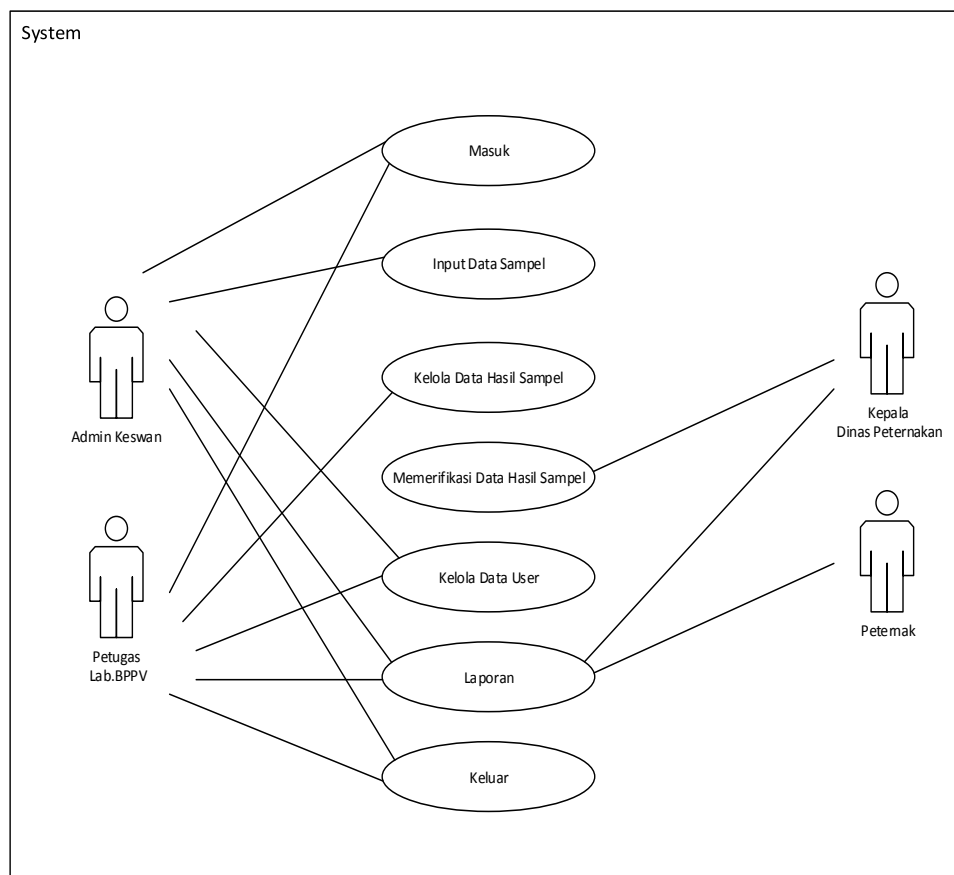 System
Masuk
Input Data Sampel
Kelola Data Hasil Sampel
Memerifikasi Data Hasil Sampel
Kelola Data User
Laporan
Keluar
Admin Keswan
Petugas
Lab.BPPV
Kepala
Dinas Peternakan
Peternak